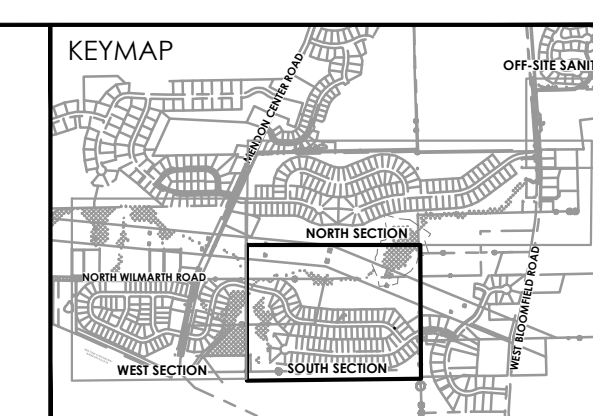 KEYMAP
MENDON CENTER ROAD
OFF-SITE SANIT
NORTH SECTION
NORTH WILMARTH ROAD
WEST BLOOMFIELD ROAD
WEST SECTION
SOUTH SECTION